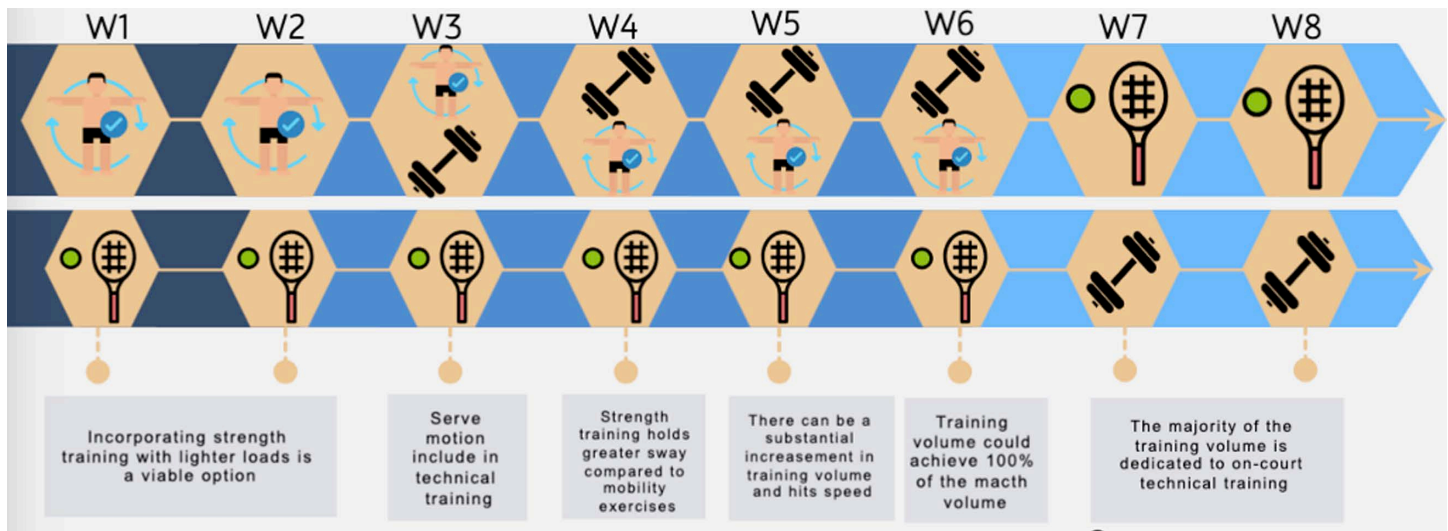 W1 W2 W3 W4 W5 W6 W7 W8
Incorporating strength
training with lighter loads is
a viable option
Serve
motion
include in
technical
training
Strength
training holds
greater sway
compared to
mobility
exercises
There can be a
substantial
increasement in
training volume
and hits speed
Training
volume could
achieve 100%
of the macth
volume
The majority of the
training volume is
dedicated to on-court
technical training